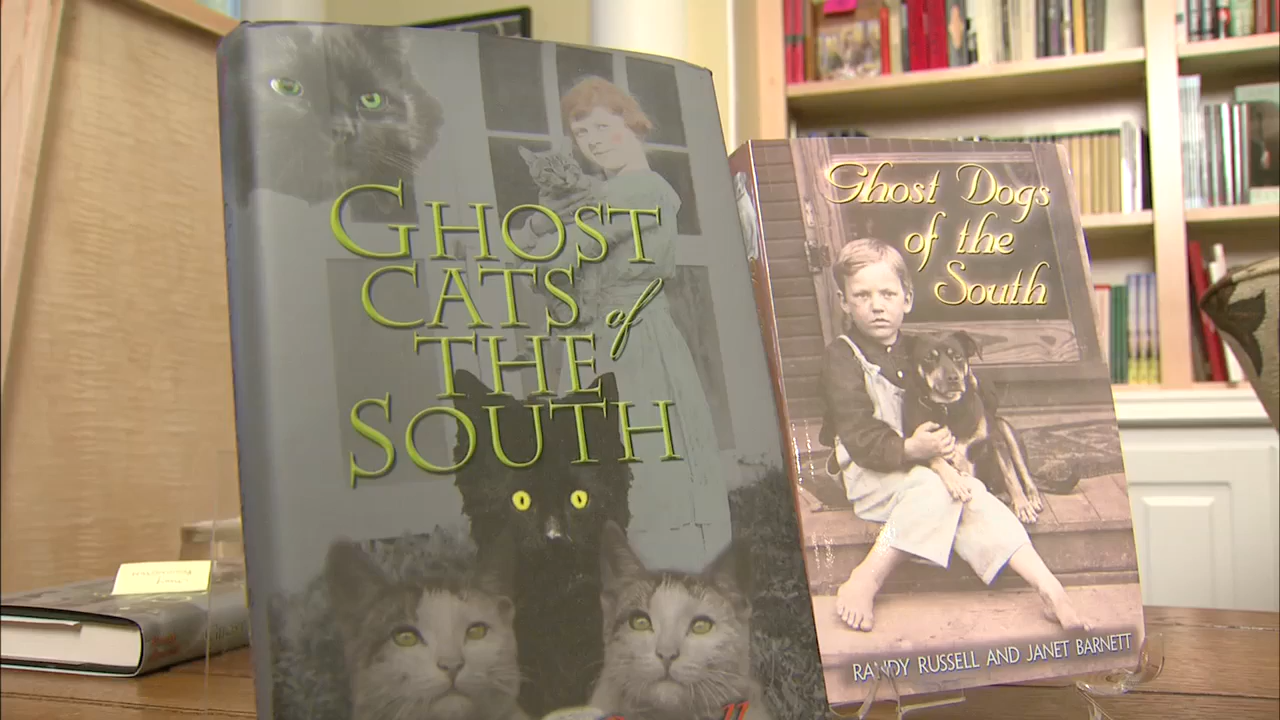 GHOST
CATS of
THE
SOUTH
Ghost Dogs
of the
South
RANDY RUSSELL AND JANET BARNETT